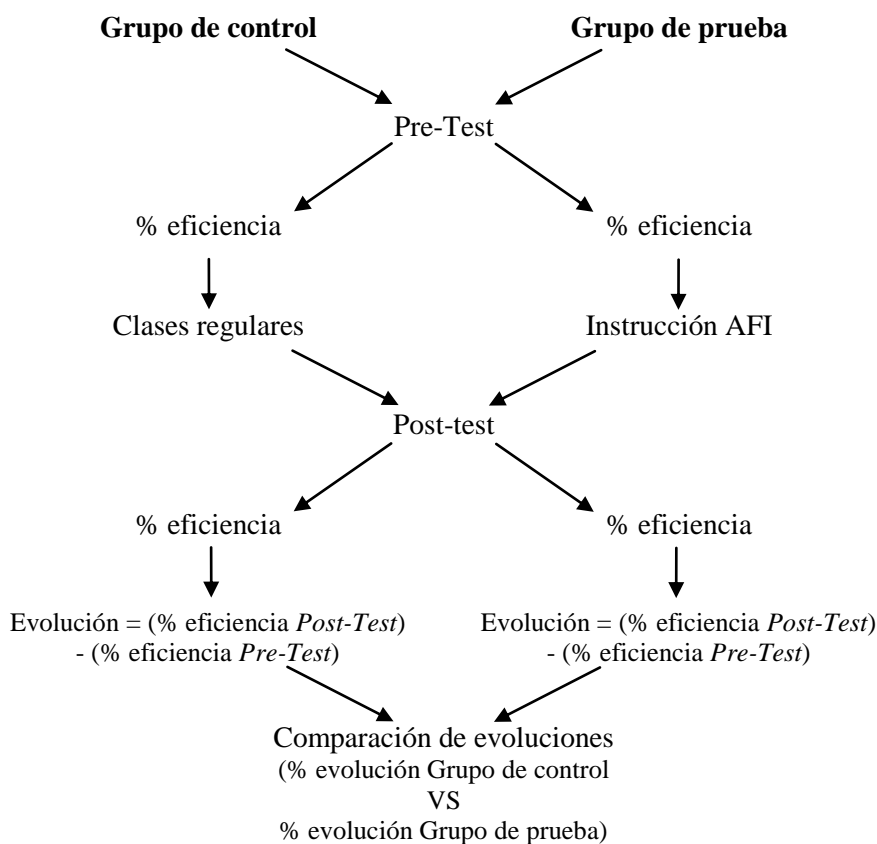 Grupo de control
Grupo de prueba
Pre-Test
% eficiencia
% eficiencia
Clases regulares
Instrucción AFI
Post-test
% eficiencia
% eficiencia
Evolución = (% eficiencia Post-Test)
- (% eficiencia Pre-Test)
Evolución = (% eficiencia Post-Test)
- (% eficiencia Pre-Test)
Comparación de evoluciones
(% evolución Grupo de control
VS
% evolución Grupo de prueba)